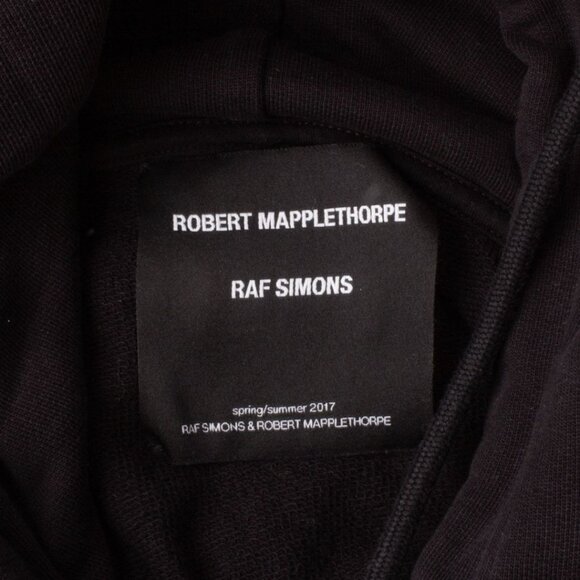 ROBERT MAPPLETHORPE
RAF SIMONS
spring/summer 2017
RAF SIMONS & ROBERT MAPPLETHORPE